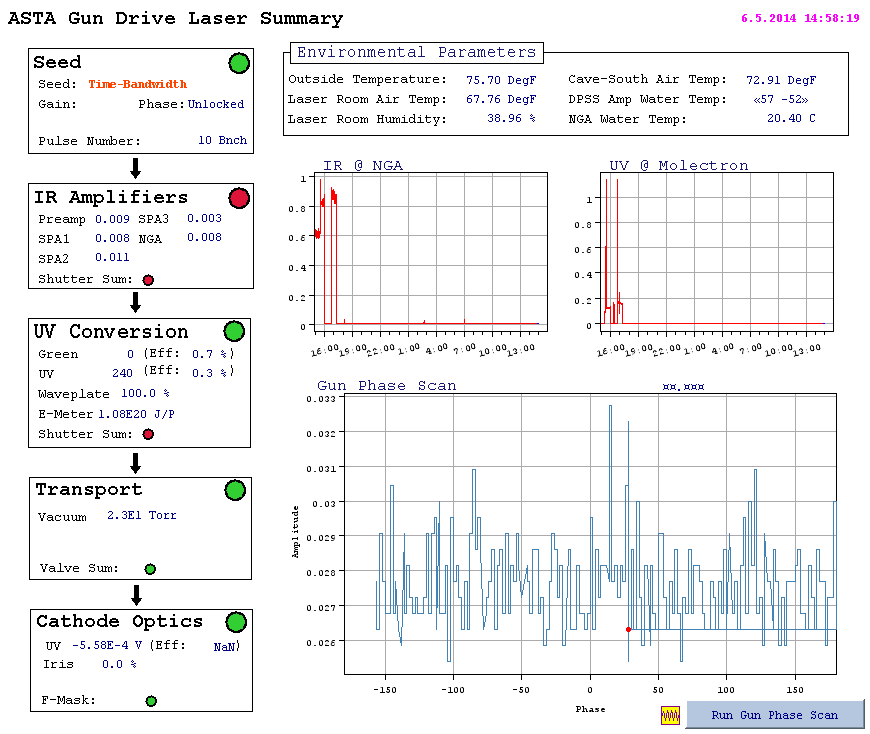 ASTA Gun Drive Laser Summary
6.5.2014 14:58:19
Seed
Seed: Time-Bandwidth
Gain: Phase: Unlocked
Pulse Number: 10 Bnch
Environmental Parameters
Outside Temperature: 75.70 DegF Cave-South Air Temp: 72.91 DegF
Laser Room Air Temp: 67.76 DegF DPSS Amp Water Temp: «57 -52»
Laser Room Humidity: 38.96 % NGA Water Temp: 20.40 C
IR Amplifiers
Preamp 0.009 SPA3 0.003
SPA1 0.008 NGA 0.008
SPA2 0.011
Shutter Sum:
IR @ NGA
1
0.8
0.6
0.4
0.2
0
16:00 19:00 22:00 1:00 4:00 7:00 10:00 13:00
UV @ Molectron
1
0.8
0.6
0.4
0.2
0
16:00 19:00 22:00 1:00 4:00 7:00 10:00 13:00
UV Conversion
Green 0 (Eff: 0.7 %)
UV 240 (Eff: 0.3 %)
Waveplate 100.0 %
E-Meter 1.08E20 J/P
Shutter Sum:
Transport
Vacuum 2.3E1 Torr
Valve Sum:
Cathode Optics
UV -5.58E-4 V (Eff: NaN)
Iris 0.0 %
F-Mask:
Gun Phase Scan ¤¤.¤¤¤
0.033
0.032
0.031
0.03
0.029
0.028
0.027
0.026
Amplitude
-150 -100 -50 0 50 100 150
Phase
Run Gun Phase Scan